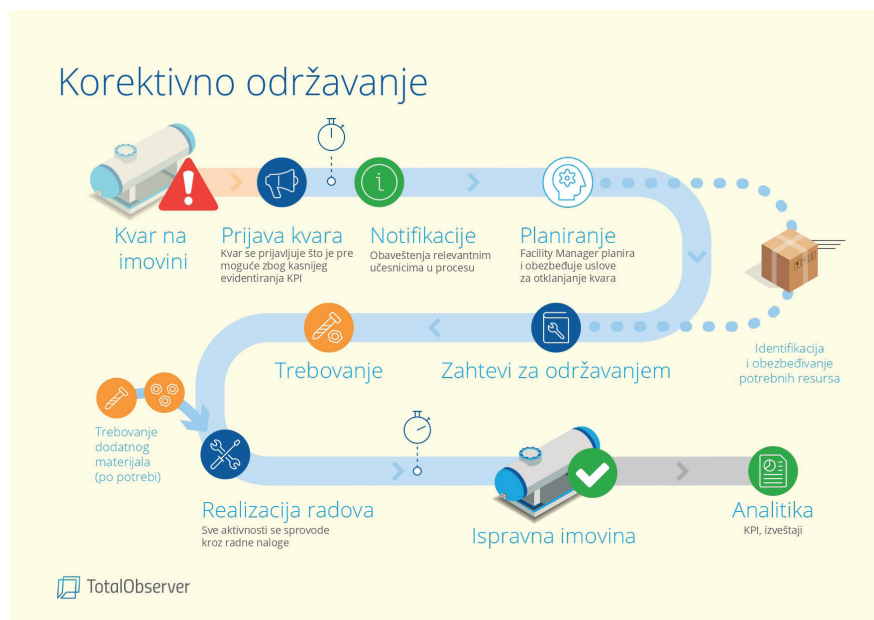 Korektivno održavanje
Kvar na
imovini
Prijava kvara
Kvar se prijavljuje što je pre
moguće zbog kasnijeg
evidentiranja KPI
Notifikacije
Obaveštenja relevantnim
učesnicima u procesu
Planiranje
Facility Manager planira
i obezbeđuje uslove
za otklanjanje kvara
Identifikacija
i obezbeđivanje
potrebnih resursa
Zahtevi za održavanjem
Trebovanje
Trebovanje
dodatnog
materijala
(po potrebi)
Realizacija radova
Sve aktivnosti se sprovode
kroz radne naloge
Ispravna imovina
Analitika
KPI, izveštaji
TotalObserver